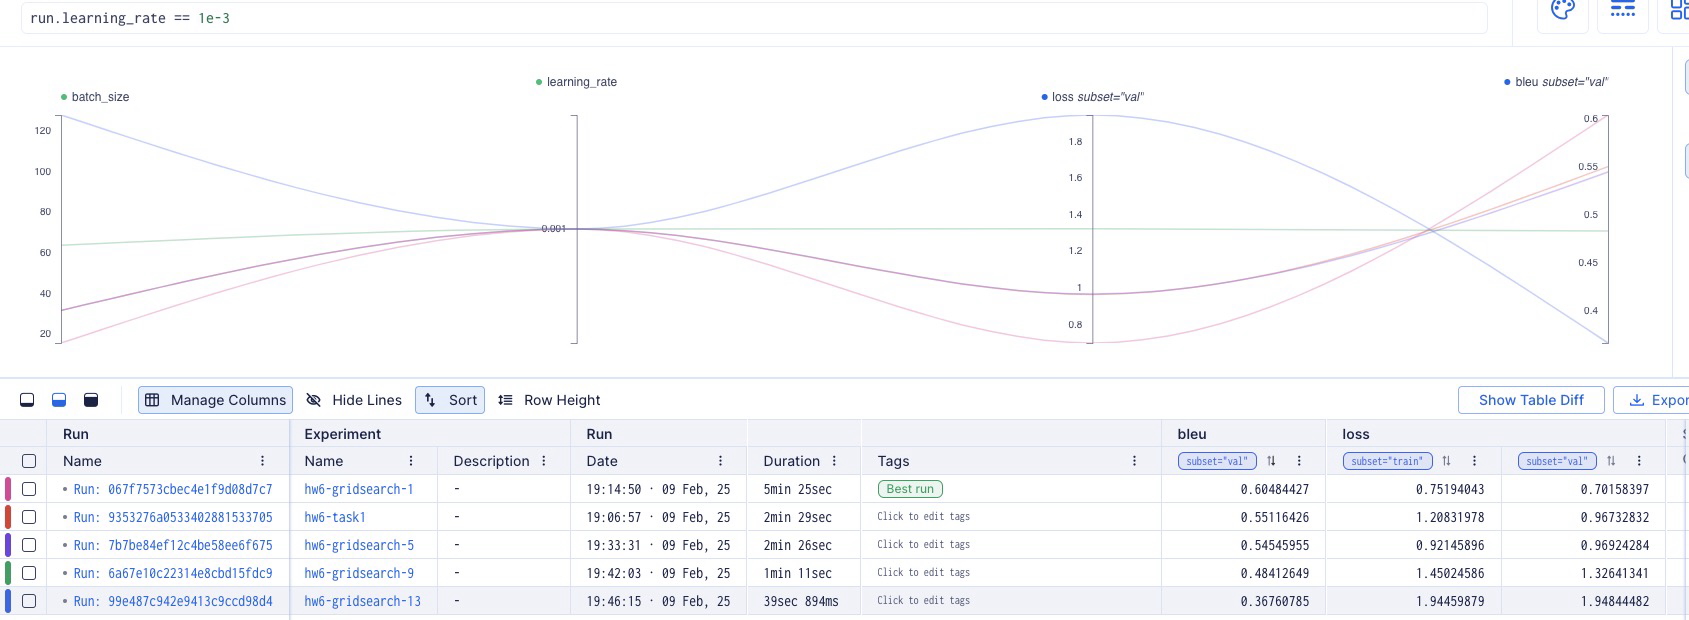 run.learning_rate == 1e-3
learning_rate
bleu subset="val"
batch_size
loss subset="val"
120
100
80
60
40
20
0.001
1.8
1.6
1.4
1.2
1
0.8
0.6
0.55
0.5
0.45
0.4
Manage Columns Hide Lines Sort Row Height Show Table Diff Expor
Run Experiment Run bleu loss
Name Name Description Date Duration Tags subset="val" subset="train" subset="val"
Run: 067f7573cbec4e1f9d08d7c7 hw6-gridsearch-1 - 19:14:50 · 09 Feb, 25 5min 25sec Best run 0.60484427 0.75194043 0.70158397
Run: 9353276a0533402881533705 hw6-task1 - 19:06:57 · 09 Feb, 25 2min 29sec Click to edit tags 0.55116426 1.20831978 0.96732832
Run: 7b7be84ef12c4be58ee6f675 hw6-gridsearch-5 - 19:33:31 · 09 Feb, 25 2min 26sec Click to edit tags 0.54545955 0.92145896 0.96924284
Run: 6a67e10c22314e8cbd15fdc9 hw6-gridsearch-9 - 19:42:03 · 09 Feb, 25 1min 11sec Click to edit tags 0.48412649 1.45024586 1.32641341
Run: 99e487c942e9413c9ccd98d4 hw6-gridsearch-13 - 19:46:15 · 09 Feb, 25 39sec 894ms Click to edit tags 0.36760785 1.94459879 1.94844482